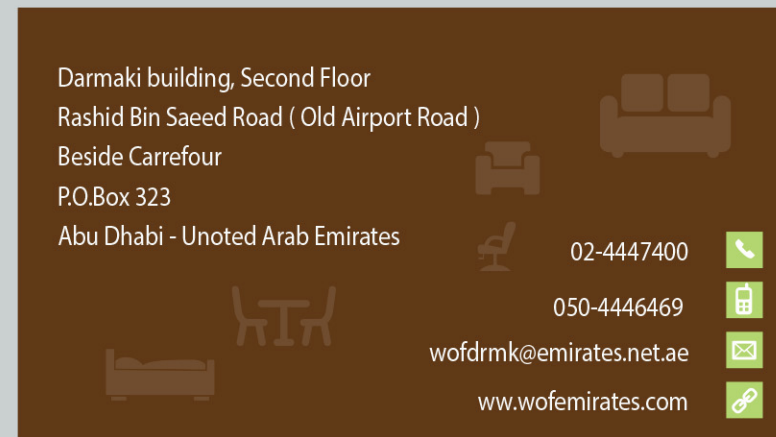 Darmaki building, Second Floor
Rashid Bin Saeed Road ( Old Airport Road )
Beside Carrefour
P.O.Box 323
Abu Dhabi - Unoted Arab Emirates
02-4447400
050-4446469
wofdrmk@emirates.net.ae
ww.wofemirates.com